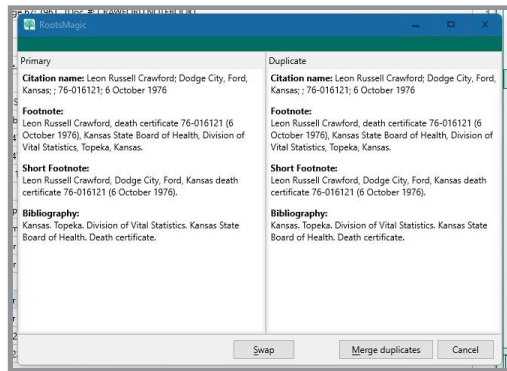 ge 67; 1961. (Doc. #: CRAWFORD NOTEBOOK)
RootsMagic
Primary
Citation name: Leon Russell Crawford; Dodge City, Ford,
Kansas; ; 76-016121; 6 October 1976
Footnote:
Leon Russell Crawford, death certificate 76-016121 (6
October 1976), Kansas State Board of Health, Division of
Vital Statistics, Topeka, Kansas.
Short Footnote:
Leon Russell Crawford, Dodge City, Ford, Kansas death
certificate 76-016121 (6 October 1976).
Bibliography:
Kansas. Topeka. Division of Vital Statistics. Kansas State
Board of Health. Death certificate.
Duplicate
Citation name: Leon Russell Crawford; Dodge City, Ford,
Kansas; ; 76-016121; 6 October 1976
Footnote:
Leon Russell Crawford, death certificate 76-016121 (6
October 1976), Kansas State Board of Health, Division of
Vital Statistics, Topeka, Kansas.
Short Footnote:
Leon Russell Crawford, Dodge City, Ford, Kansas death
certificate 76-016121 (6 October 1976).
Bibliography:
Kansas. Topeka. Division of Vital Statistics. Kansas State
Board of Health. Death certificate.
Swap
Merge duplicates
Cancel